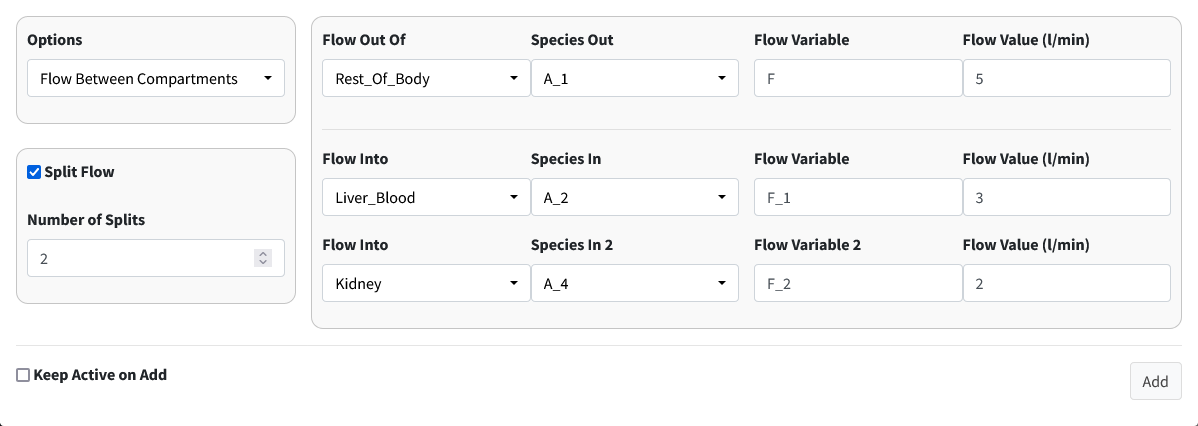 Options
Flow Between Compartments
Split Flow
Number of Splits
2
Flow Out Of Species Out Flow Variable Flow Value (l/min)
Rest_Of_Body A_1 F 5
Flow Into Species In Flow Variable Flow Value (l/min)
Liver_Blood A_2 F_1 3
Flow Into Species In 2 Flow Variable 2 Flow Value (l/min)
Kidney A_4 F_2 2
Keep Active on Add
Add